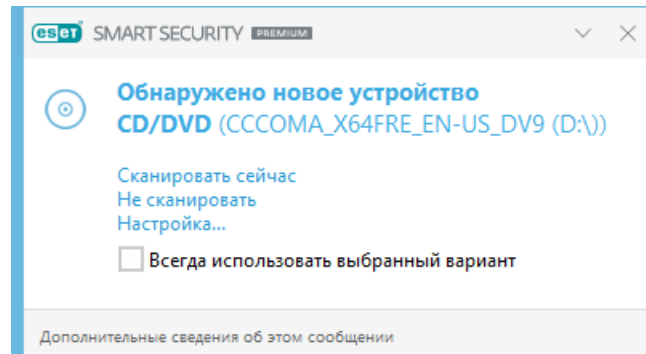 eset SMART SECURITY PREMIUM
Обнаружено новое устройство
CD/DVD (CCCOMA_X64FRE_EN-US_DV9 (D:\))
Сканировать сейчас
Не сканировать
Настройка...
Всегда использовать выбранный вариант
Дополнительные сведения об этом сообщении